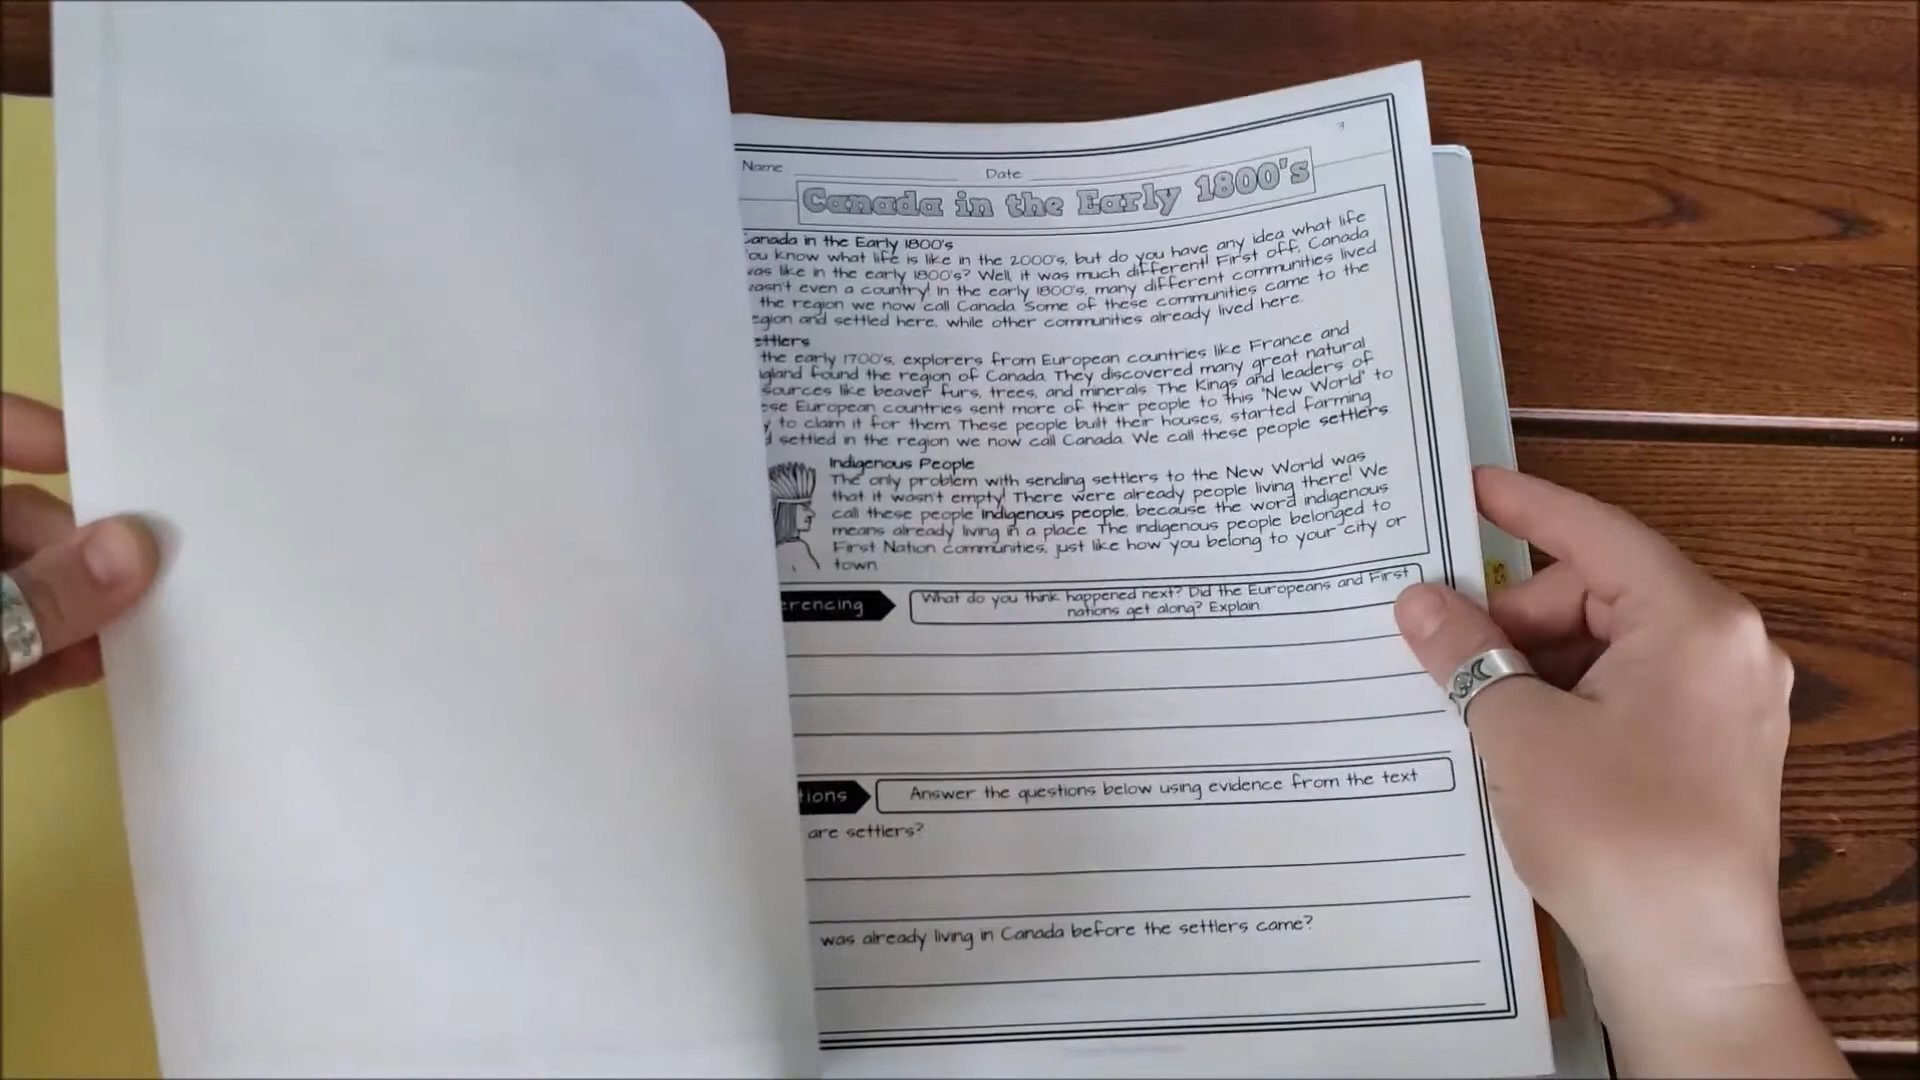 3
Name Date
Canada in the Early 1800's
anada in the Early 1800's
ou know what life is like in the 2000's, but do you have any idea what life
as like in the early 1800's? Well, it was much different! First off, Canada
asn't even a country! In the early 1800's, many different communities lived
the region we now call Canada. Some of these communities came to the
egion and settled here, while other communities already lived here.
ettlers
the early 1700's, explorers from European countries like France and
gland found the region of Canada. They discovered many great natural
sources like beaver furs, trees, and minerals. The Kings and leaders of
ese European countries sent more of their people to this "New World" to
y to claim it for them. These people built their houses, started farming
d settled in the region we now call Canada. We call these people settlers.
Indigenous People
The only problem with sending settlers to the New World was
that it wasn't empty! There were already people living there! We
call these people indigenous people, because the word indigenous
means already living in a place. The indigenous people belonged to
First Nation communities, just like how you belong to your city or
town.
erencing
What do you think happened next? Did the Europeans and First
nations get along? Explain
tions
Answer the questions below using evidence from the text
are settlers?
was already living in Canada before the settlers came?